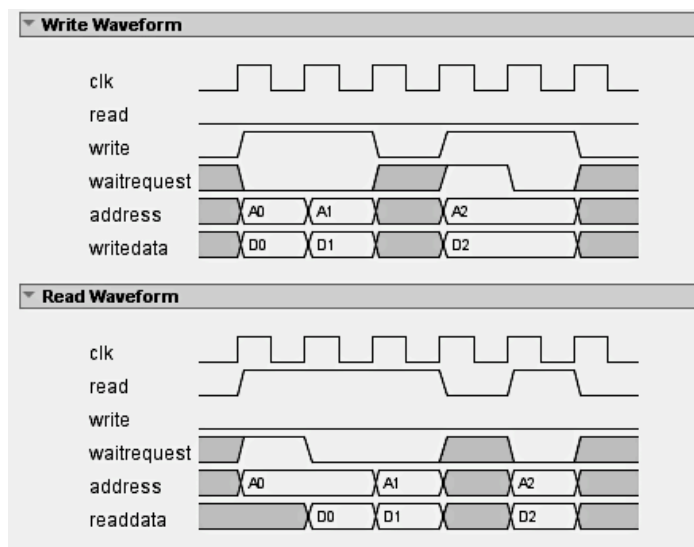 Write Waveform
clk
read
write
waitrequest
address A0 A1 A2
writedata D0 D1 D2
Read Waveform
clk
read
write
waitrequest
address A0 A1 A2
readdata D0 D1 D2